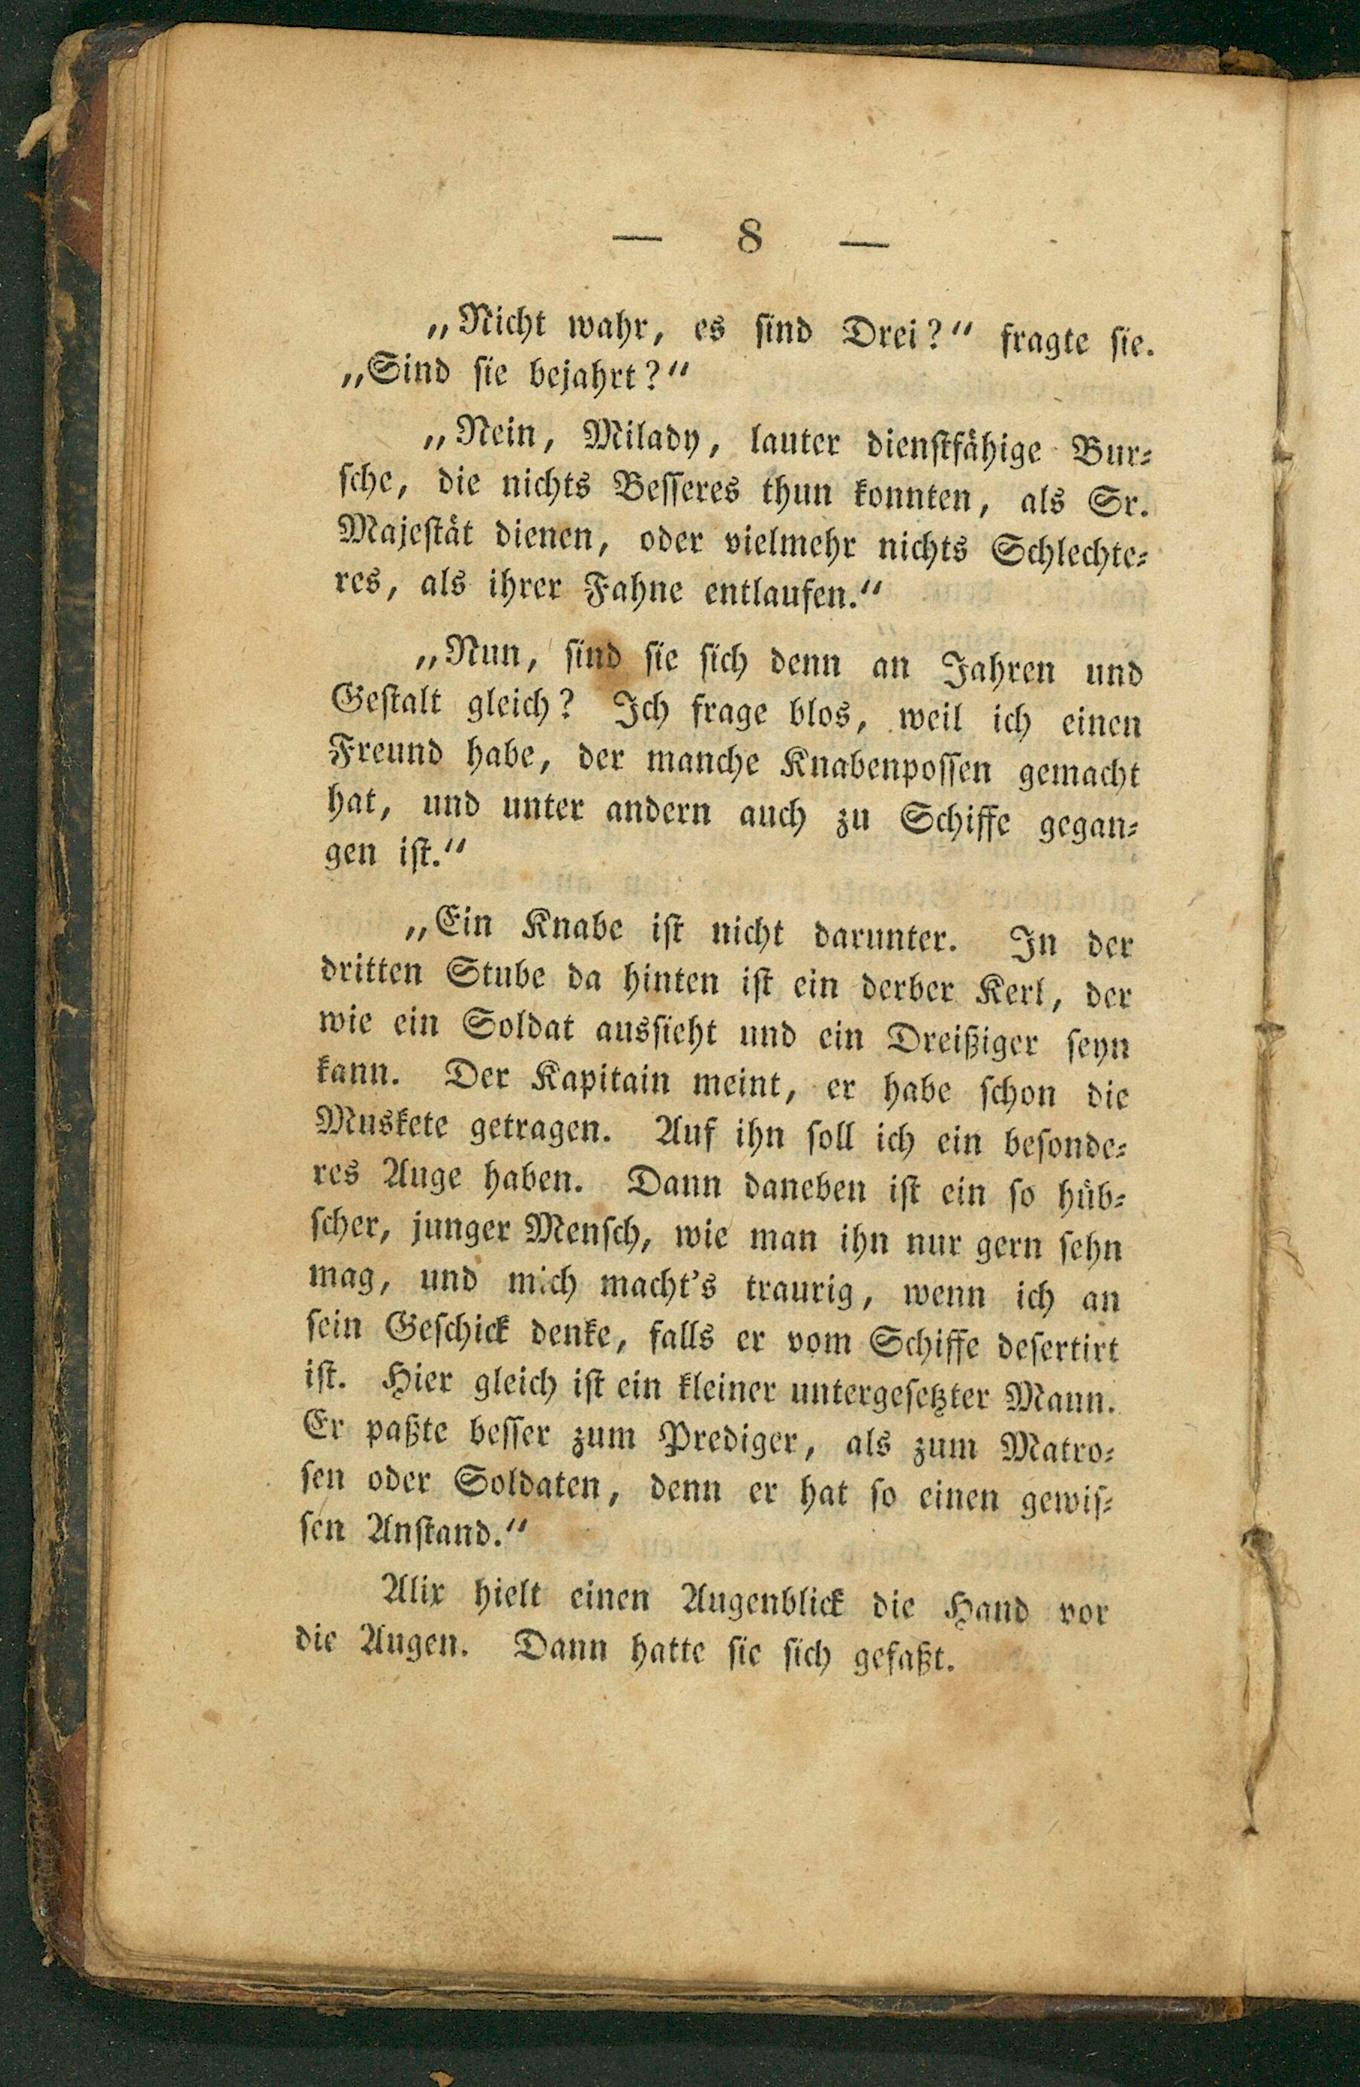 — 8 —
„Nicht wahr, es sind Drei?“ fragte sie.
„Sind sie bejahrt?“
„Nein, Milady, lauter dienstfähige Bur-
sche, die nichts Besseres thun konnten, als Sr.
Majestät dienen, oder vielmehr nichts Schlechte-
res, als ihrer Fahne entlaufen.“
„Nun, sind sie sich denn an Jahren und
Gestalt gleich? Ich frage blos, weil ich einen
Freund habe, der manche Knabenpossen gemacht
hat, und unter andern auch zu Schiffe gegan-
gen ist.“
„Ein Knabe ist nicht darunter. In der
dritten Stube da hinten ist ein derber Kerl, der
wie ein Soldat aussieht und ein Dreißiger seyn
kann. Der Kapitain meint, er habe schon die
Muskete getragen. Auf ihn soll ich ein besonde-
res Auge haben. Dann daneben ist ein so hüb-
scher, junger Mensch, wie man ihn nur gern sehn
mag, und mich macht's traurig, wenn ich an
sein Geschick denke, falls er vom Schiffe desertirt
ist. Hier gleich ist ein kleiner untergesetzter Mann.
Er paßte besser zum Prediger, als zum Matro-
sen oder Soldaten, denn er hat so einen gewis-
sen Anstand.“
Alix hielt einen Augenblick die Hand vor
die Augen. Dann hatte sie sich gefaßt.